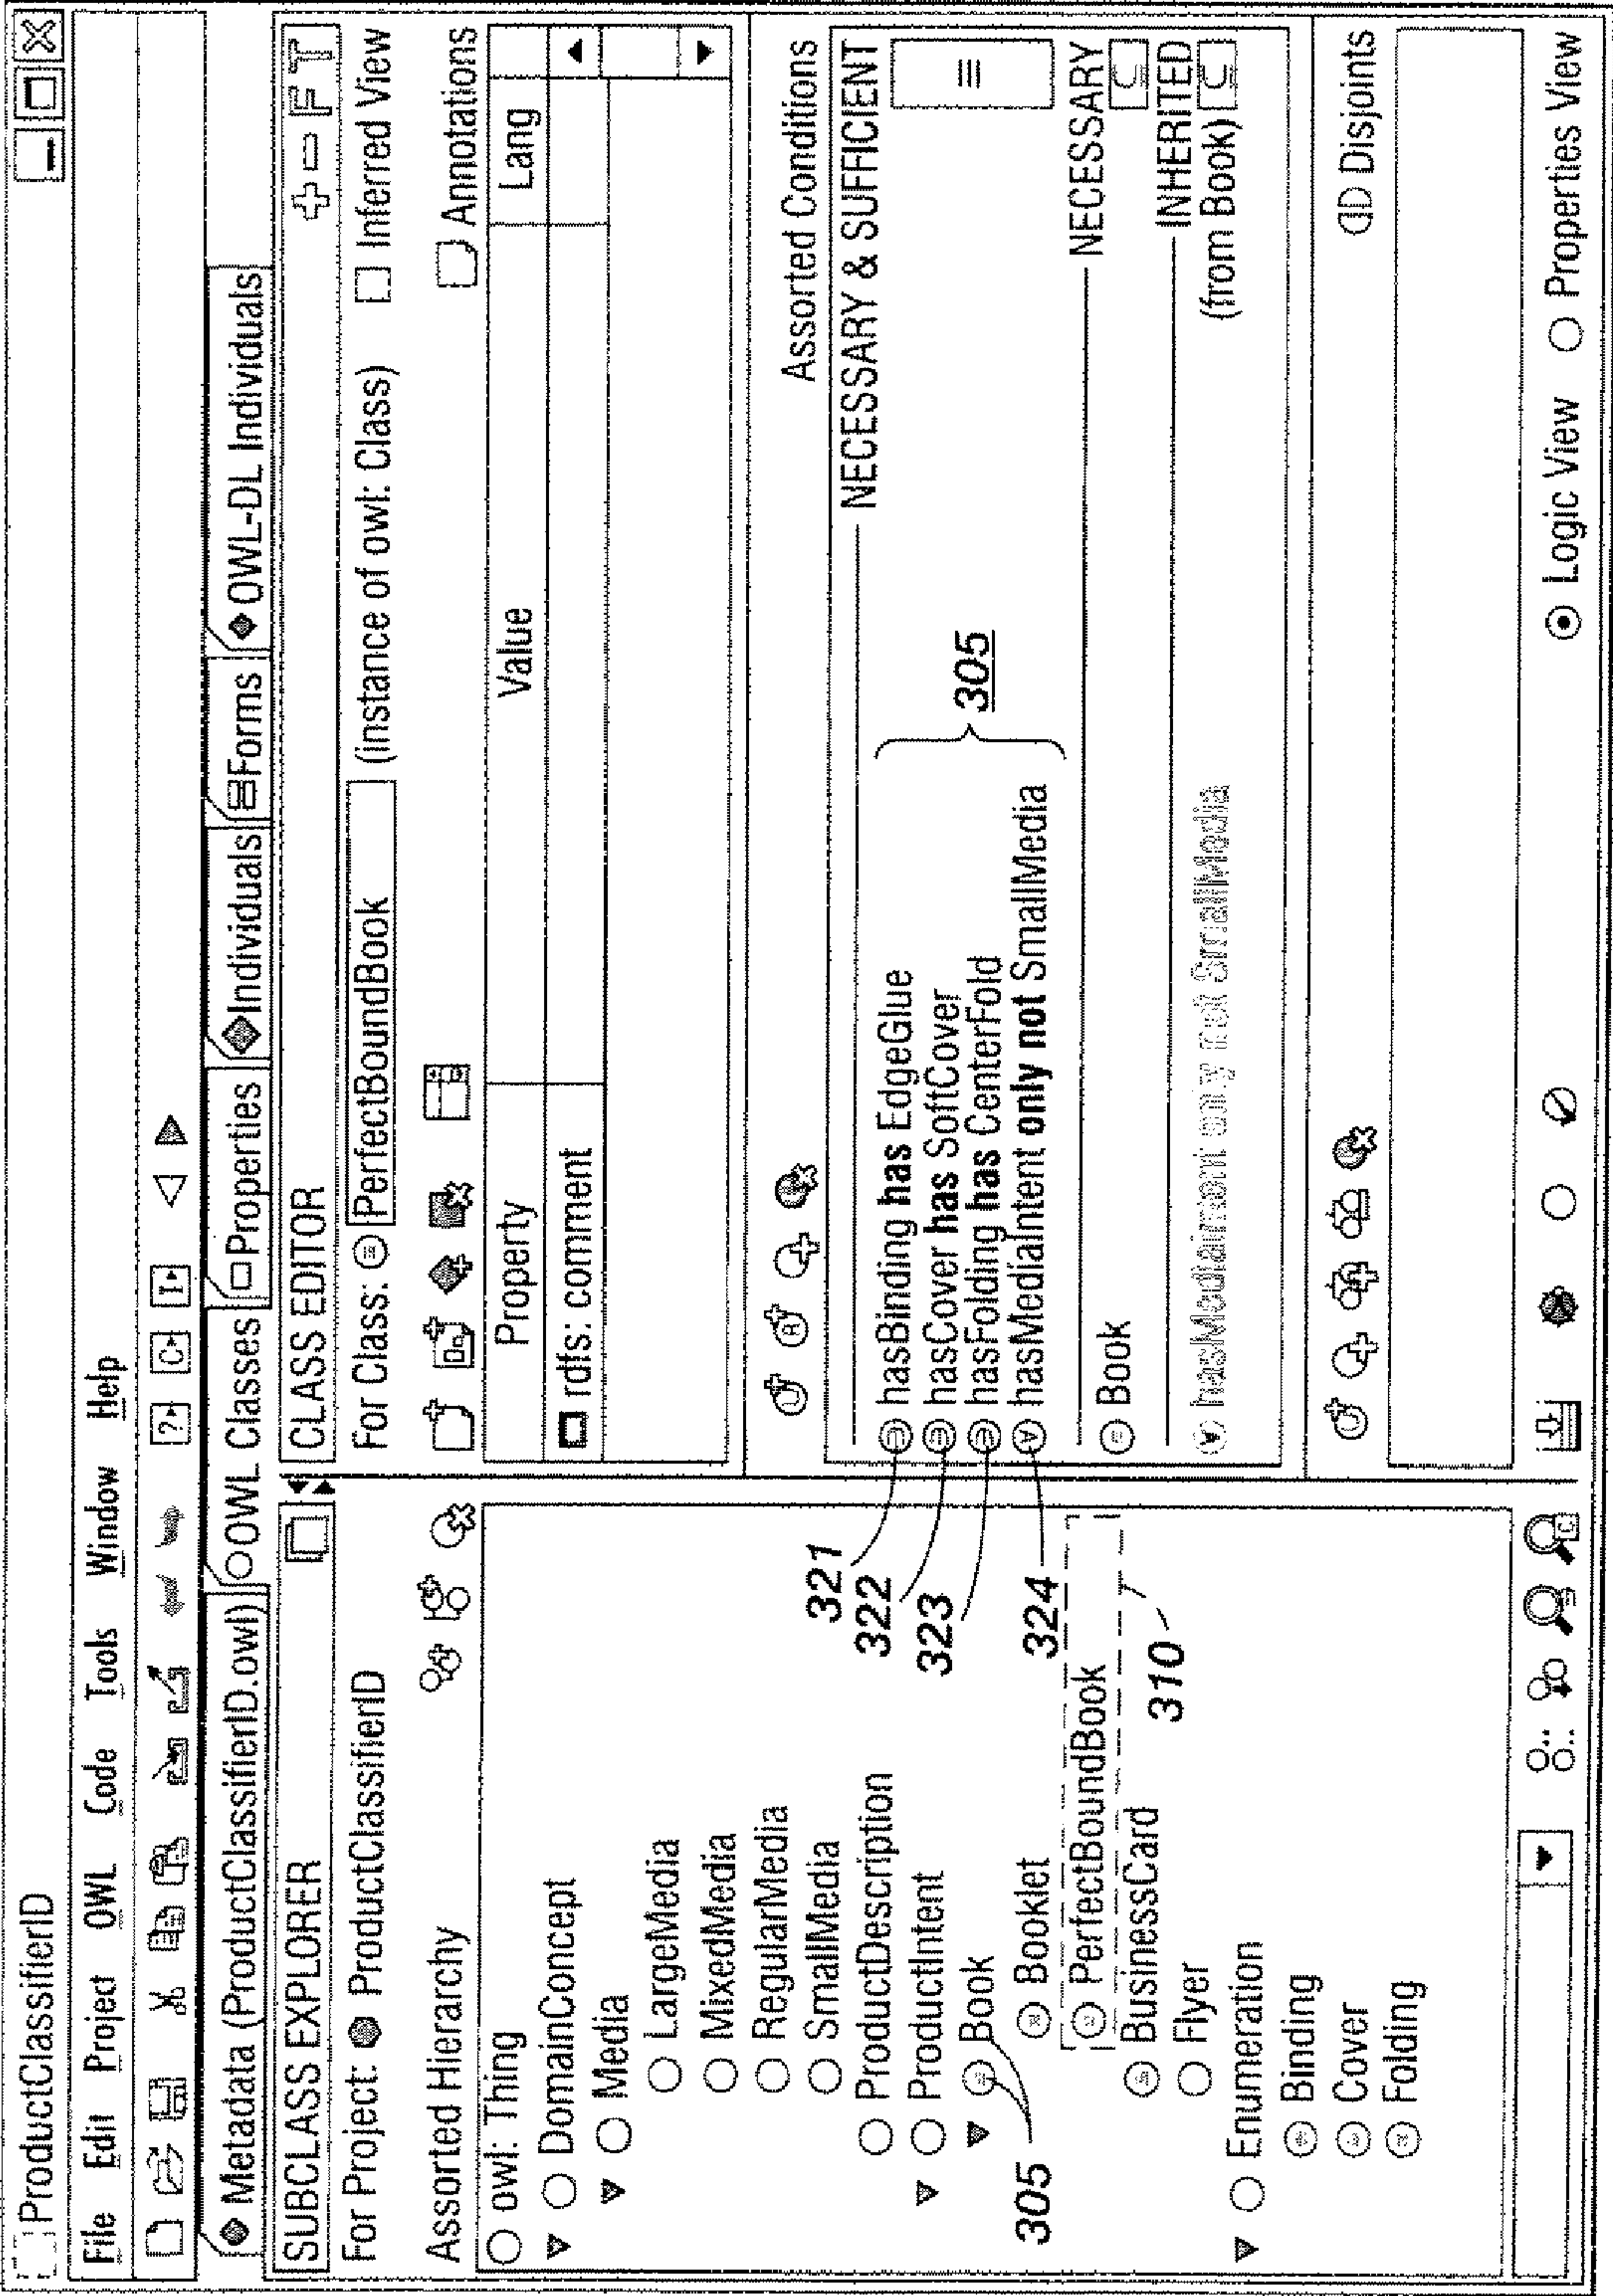 ProductClassifierID
File Edit Project OWL Code Tools Window Help
Metadata (ProductClassifierID.owl) OWL Classes Properties Individuals Forms OWL-DL Individuals
SUBCLASS EXPLORER
For Project: ProductClassifierID
Assorted Hierarchy
owl: Thing
DomainConcept
Media
LargeMedia
MixedMedia
RegularMedia
SmallMedia
ProductDescription
ProductIntent
Book
305
Booklet
PerfectBoundBook
310
BusinessCard
Flyer
Enumeration
Binding
Cover
Folding
CLASS EDITOR
F T
For Class: PerfectBoundBook (instance of owl: Class) Inferred View
Annotations
Property Value Lang
rdfs: comment
Assorted Conditions
NECESSARY & SUFFICIENT
321 hasBinding has EdgeGlue
322 hasCover has SoftCover
323 hasFolding has CenterFold
324 hasMediaIntent only not SmallMedia
305
NECESSARY
Book
INHERITED
(from Book)
hasMediaintent only not SmallMedia
Disjoints
Logic View Properties View